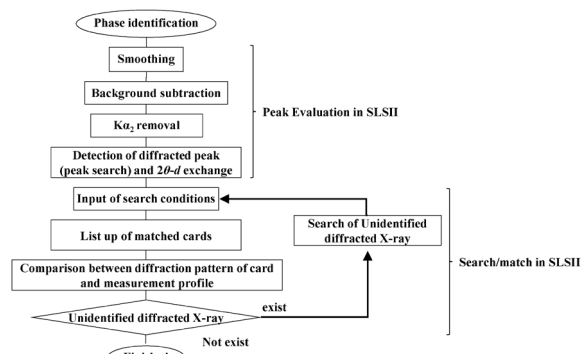 Phase identification
Smoothing
Background subtraction
Kα₂ removal
Detection of diffracted peak
(peak search) and 2θ-d exchange
Peak Evaluation in SLSII
Input of search conditions
List up of matched cards
Search of Unidentified
diffracted X-ray
Comparison between diffraction pattern of card
and measurement profile
Search/match in SLSII
Unidentified diffracted X-ray
exist
Not exist